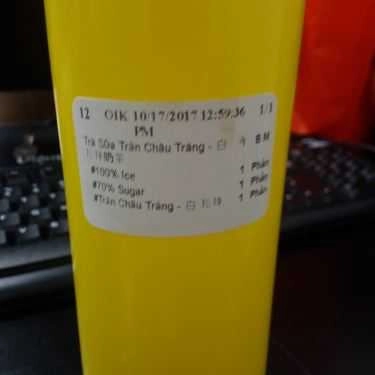 12 OIK 10/17/2017 12:59:36 1/1
PM
Trà Sữa Trân Châu Trắng - 白 B M
#100% Ice 1 Phần
#70% Sugar 1 Phần
#Trân Châu Trắng - 白 1 Phần